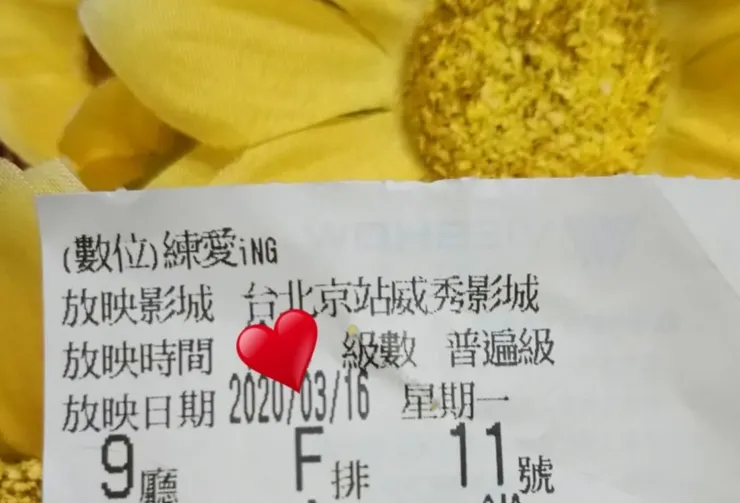 (數位)練愛iNG
放映影城 台北京站威秀影城
放映時間 級數 普遍級
放映日期 2020/03/16 星期一
9廳 F排 11號